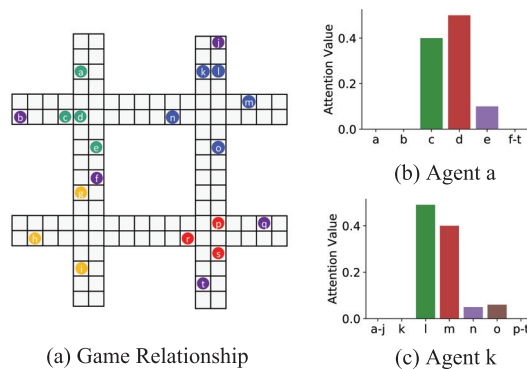 j
a k l
m
b c d n
e o
f
g
p q
h r
s
i
t
(a) Game Relationship
Attention Value
0.4
0.2
0.0
a b c d e f-t
(b) Agent a
Attention Value
0.4
0.2
0.0
a-j k l m n o p-t
(c) Agent k